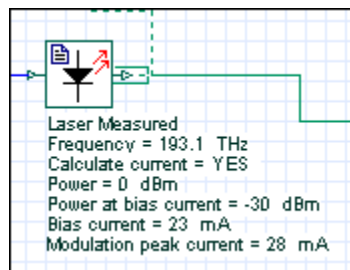 Laser Measured
Frequency = 193.1 THz
Calculate current = YES
Power = 0 dBm
Power at bias current = -30 dBm
Bias current = 23 mA
Modulation peak current = 28 mA